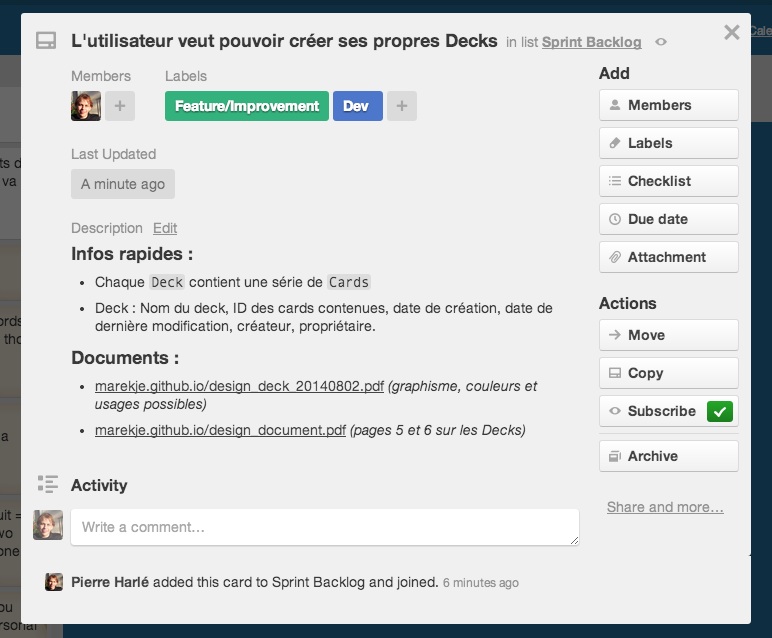 L'utilisateur veut pouvoir créer ses propres Decks in list Sprint Backlog
Members Labels
Feature/Improvement Dev
Last Updated
A minute ago
Description Edit
Infos rapides :
• Chaque Deck contient une série de Cards
• Deck : Nom du deck, ID des cards contenues, date de création, date de
dernière modification, créateur, propriétaire.
Documents :
• marekje.github.io/design_deck_20140802.pdf (graphisme, couleurs et
usages possibles)
• marekje.github.io/design_document.pdf (pages 5 et 6 sur les Decks)
Activity
Write a comment…
Pierre Harlé added this card to Sprint Backlog and joined. 6 minutes ago
Add
Members
Labels
Checklist
Due date
Attachment
Actions
Move
Copy
Subscribe
Archive
Share and more…